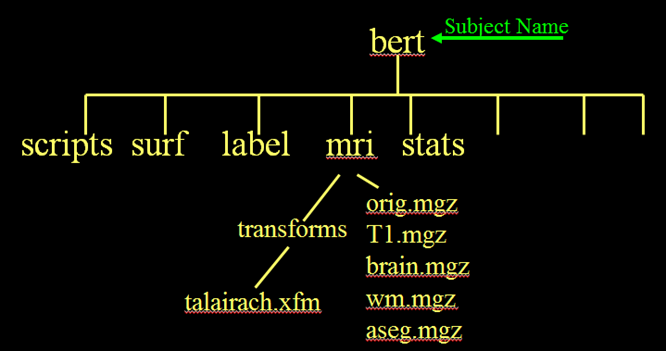 Subject Name
bert
scripts surf label mri stats
orig.mgz
transforms
T1.mgz
brain.mgz
talairach.xfm
wm.mgz
aseg.mgz